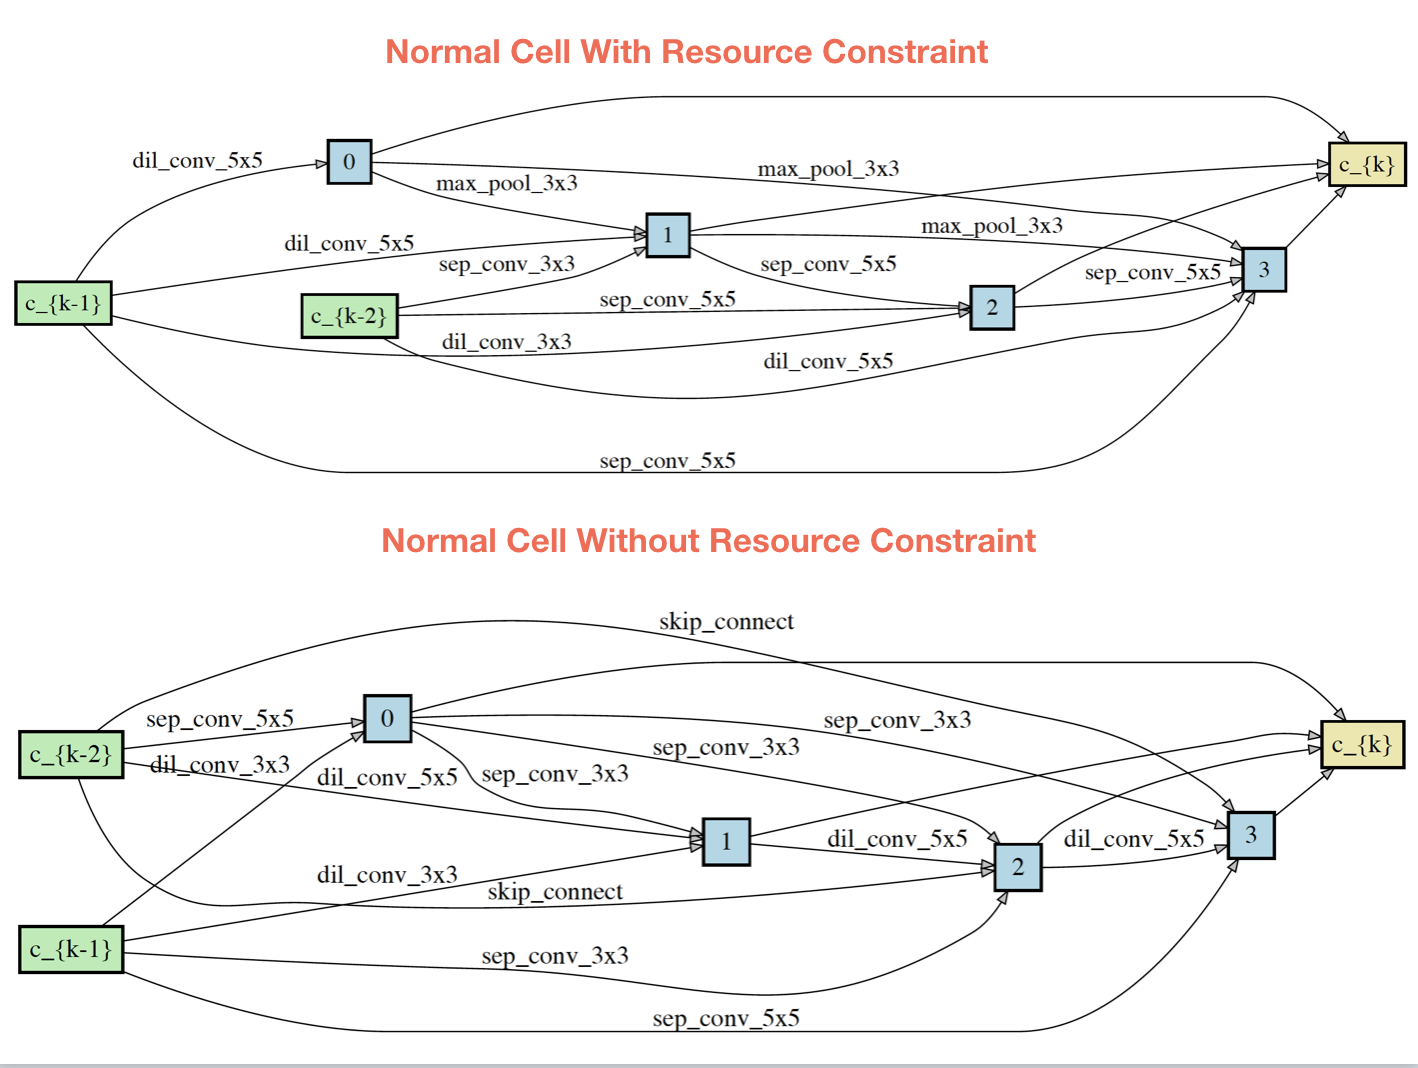 Normal Cell With Resource Constraint
dil_conv_5x5
0
max_pool_3x3
max_pool_3x3
c_{k}
dil_conv_5x5
1
max_pool_3x3
sep_conv_3x3
sep_conv_5x5
sep_conv_5x5
3
c_{k-1}
c_{k-2}
sep_conv_5x5
2
dil_conv_3x3
dil_conv_5x5
sep_conv_5x5
Normal Cell Without Resource Constraint
skip_connect
sep_conv_5x5
0
sep_conv_3x3
c_{k-2}
sep_conv_3x3
c_{k}
dil_conv_3x3
dil_conv_5x5
sep_conv_3x3
1
dil_conv_5x5
dil_conv_5x5
3
dil_conv_3x3
skip_connect
2
c_{k-1}
sep_conv_3x3
sep_conv_5x5